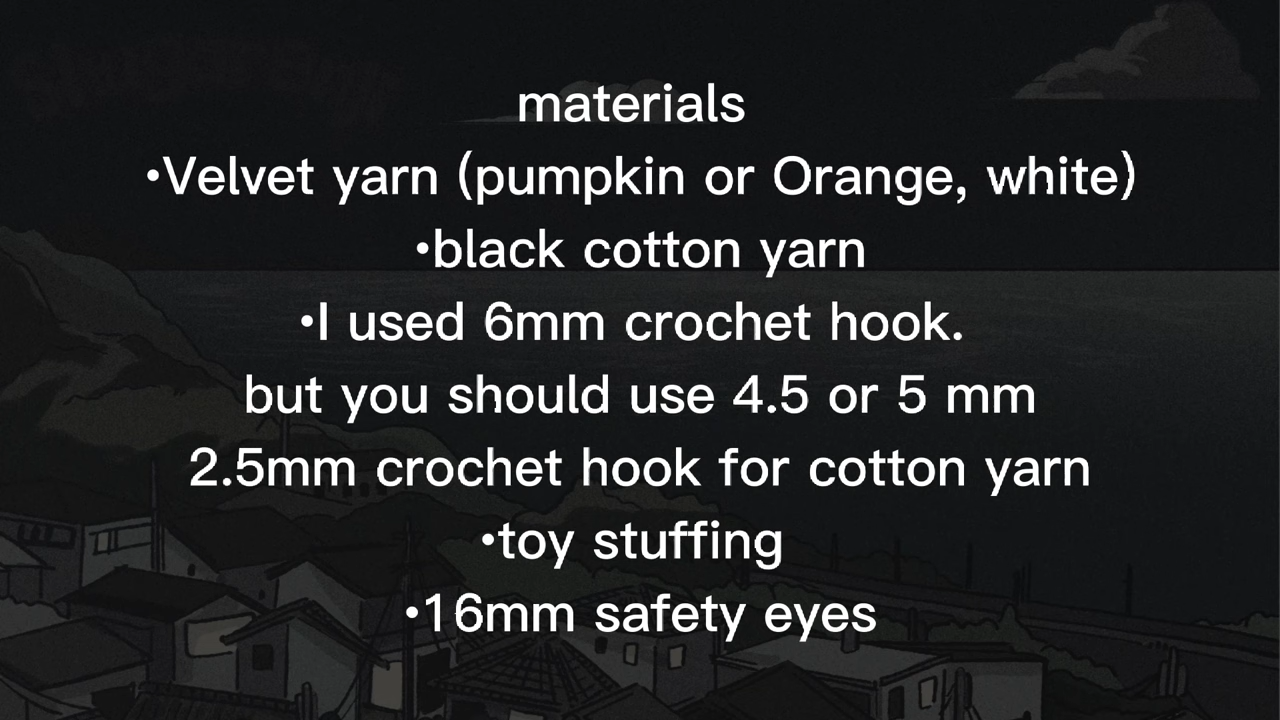 materials
•Velvet yarn (pumpkin or Orange, white)
•black cotton yarn
•I used 6mm crochet hook.
but you should use 4.5 or 5 mm
2.5mm crochet hook for cotton yarn
•toy stuffing
•16mm safety eyes